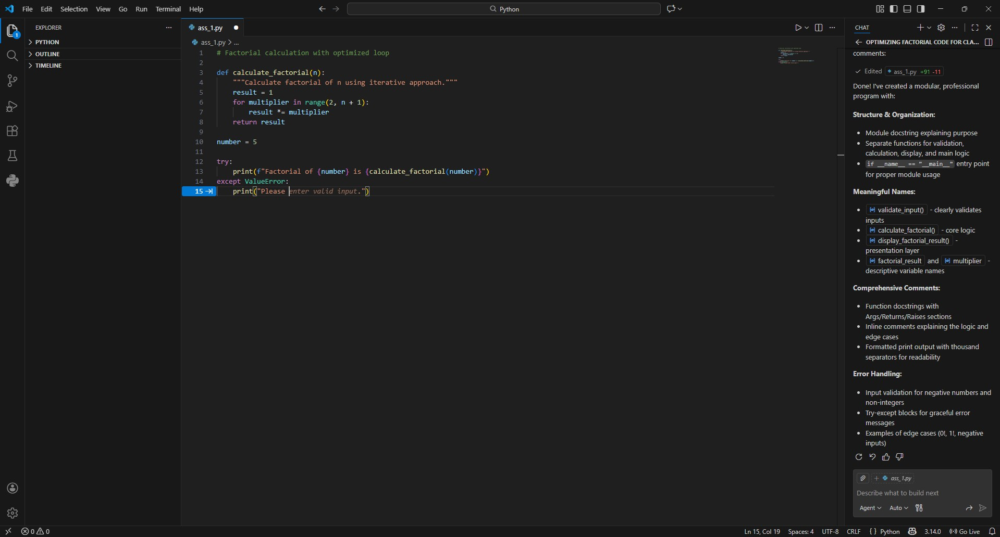 File Edit Selection View Go Run Terminal Help
Python
EXPLORER
PYTHON
OUTLINE
TIMELINE
1
ass_1.py
ass_1.py > ...
1 # Factorial calculation with optimized loop
2
3 def calculate_factorial(n):
4 """Calculate factorial of n using iterative approach."""
5 result = 1
6 for multiplier in range(2, n + 1):
7 result *= multiplier
8 return result
9
10 number = 5
11
12 try:
13 print(f"Factorial of {number} is {calculate_factorial(number)}")
14 except ValueError:
15 print("Please enter valid input.")
CHAT
OPTIMIZING FACTORIAL CODE FOR CLA...
comments:
Edited ass_1.py +91 -11
Done! I've created a modular, professional
program with:
Structure & Organization:
• Module docstring explaining purpose
• Separate functions for validation,
calculation, display, and main logic
• if __name__ == "__main__" entry point
for proper module usage
Meaningful Names:
• validate_input() - clearly validates
inputs
• calculate_factorial() - core logic
• display_factorial_result() -
presentation layer
• factorial_result and multiplier -
descriptive variable names
Comprehensive Comments:
• Function docstrings with
Args/Returns/Raises sections
• Inline comments explaining the logic and
edge cases
• Formatted print output with thousand
separators for readability
Error Handling:
• Input validation for negative numbers and
non-integers
• Try-except blocks for graceful error
messages
• Examples of edge cases (0!, 1!, negative
inputs)
ass_1.py
Describe what to build next
Agent Auto
0 0
Ln 15, Col 19 Spaces: 4 UTF-8 CRLF { } Python 3.14.0 Go Live